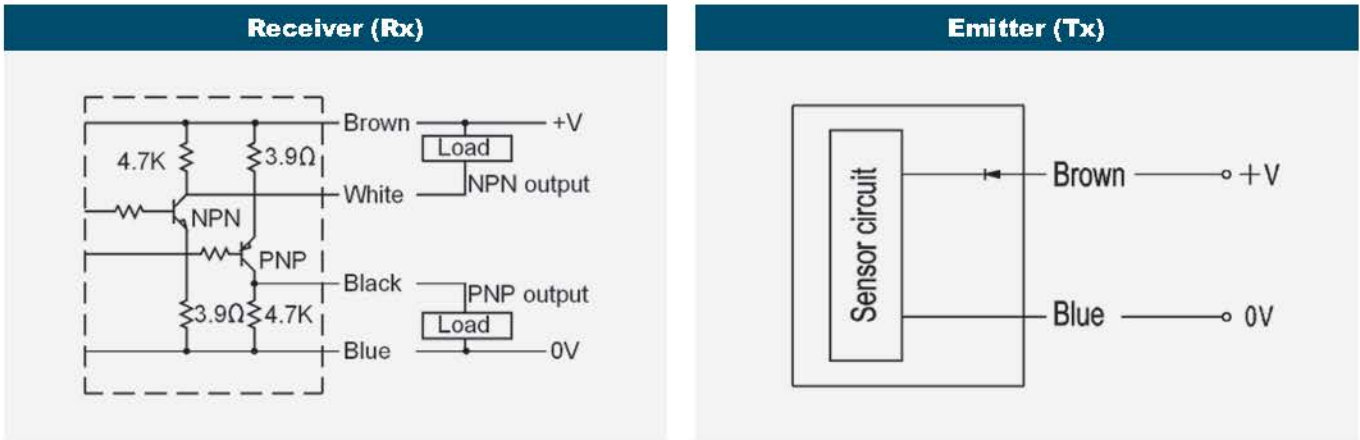 Receiver (Rx)
Brown
+V
4.7K
3.9Ω
Load
White
NPN output
NPN
PNP
Black
PNP output
3.9Ω
4.7K
Load
Blue
0V
Emitter (Tx)
Sensor circuit
Brown
+V
Blue
0V